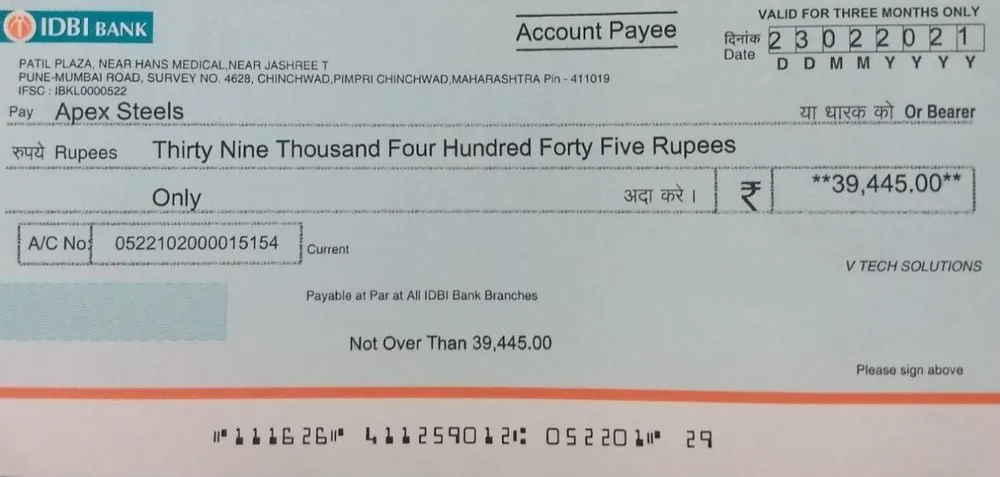 IDBI BANK
Account Payee
VALID FOR THREE MONTHS ONLY
दिनांक
Date 2 3 0 2 2 0 2 1
D D M M Y Y Y Y
PATIL PLAZA, NEAR HANS MEDICAL,NEAR JASHREE T
PUNE-MUMBAI ROAD, SURVEY NO. 4628, CHINCHWAD,PIMPRI CHINCHWAD,MAHARASHTRA Pin - 411019
IFSC : IBKL0000522
Pay Apex Steels या धारक को Or Bearer
रुपये Rupees Thirty Nine Thousand Four Hundred Forty Five Rupees
Only अदा करे । ₹ **39,445.00**
A/C No: 0522102000015154 Current
V TECH SOLUTIONS
Payable at Par at All IDBI Bank Branches
Not Over Than 39,445.00
Please sign above
⑈111626⑈ 411259012⑆ 052201⑈ 29